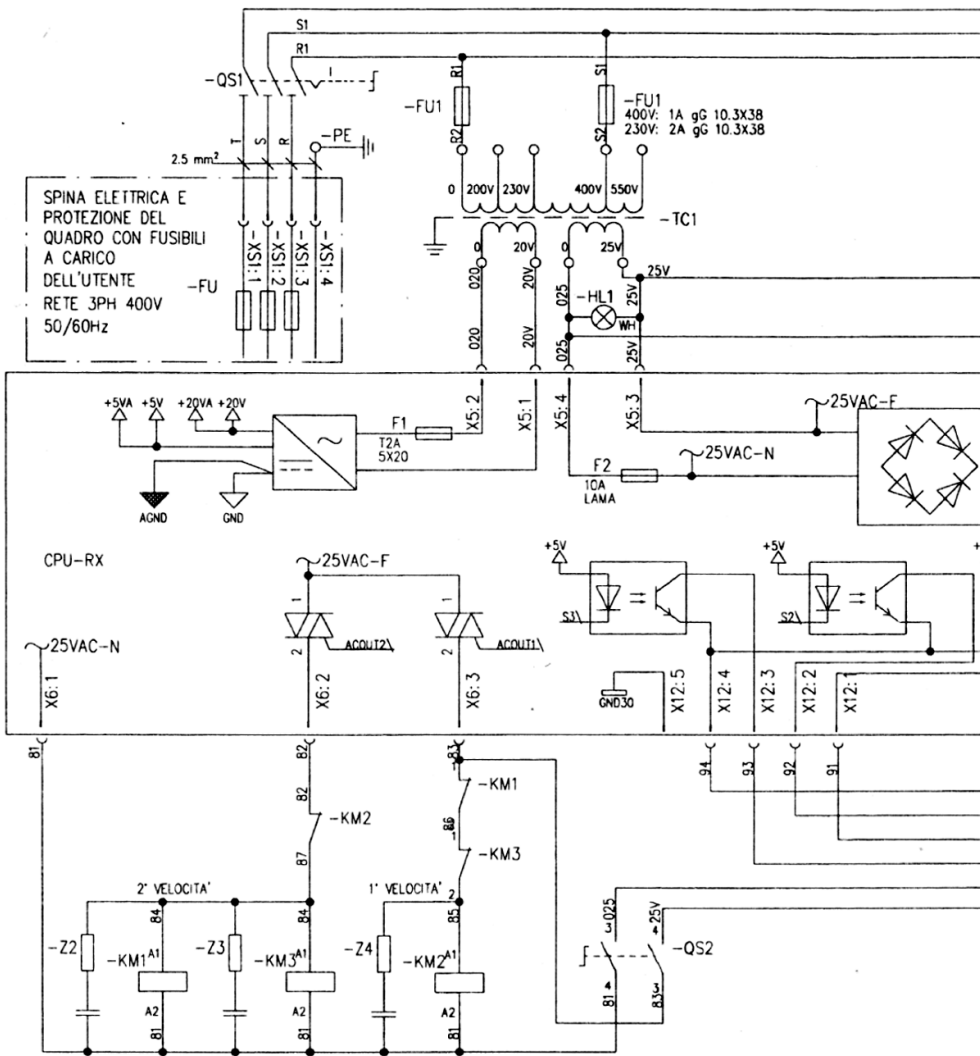 S1
R1
-QS1
R1
-FU1
R2
S1
-FU1
400V: 1A gG 10.3X38
230V: 2A gG 10.3X38
S2
T
S
R
-PE
2.5 mm²
0
200V
230V
400V
550V
-TC1
SPINA ELETTRICA E
PROTEZIONE DEL
QUADRO CON FUSIBILI
A CARICO
DELL'UTENTE
RETE 3PH 400V
50/60Hz
-XS1:1
-XS1:2
-XS1:3
-XS1:4
-FU
0
20V
0
25V
020
20V
025
25V
25V
-HL1
WH
020
20V
025
25V
X5:2
X5:1
X5:4
X5:3
+5VA
+5V
+20VA
+20V
F1
T2A
5X20
25VAC-F
25VAC-N
F2
10A
LAMA
AGND
GND
CPU-RX
25VAC-F
+5V
+5V
+
1
1
S3\
S2\
2
ACOUT2\
2
ACOUT1\
25VAC-N
X6:1
X6:2
X6:3
GND30
X12:5
X12:4
X12:3
X12:2
X12:1
81
82
83
94
93
92
91
1
-KM1
82
-KM2
86
1
-KM3
87
2
2° VELOCITA'
1° VELOCITA'
84
84
85
025
25V
3
4
-QS2
-Z2
-KM1
A1
-Z3
-KM3
A1
-Z4
-KM2
A1
4
3
A2
A2
A2
81
81
81
81
83